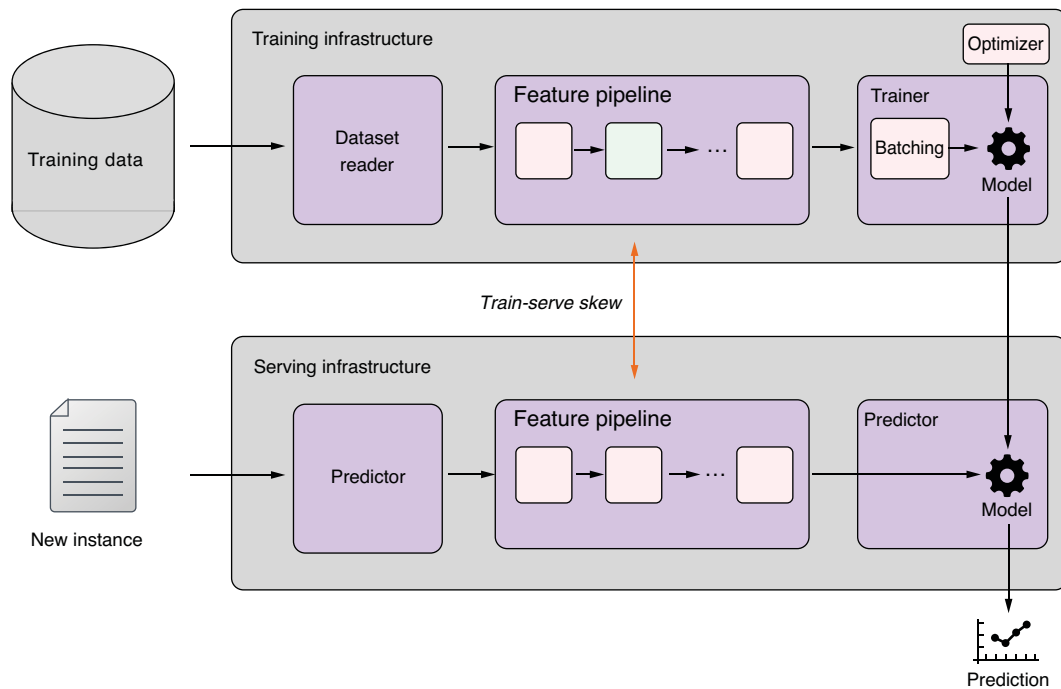 Training infrastructure
Optimizer
Training data
Dataset
reader
Feature pipeline
...
Trainer
Batching
Model
Train-serve skew
Serving infrastructure
New instance
Predictor
Feature pipeline
...
Predictor
Model
Prediction